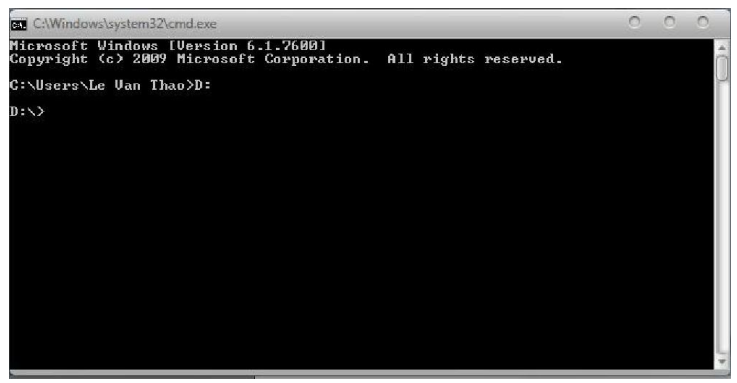 C:\Windows\system32\cmd.exe
Microsoft Windows [Version 6.1.7600]
Copyright (c) 2009 Microsoft Corporation.  All rights reserved.
C:\Users\Le Van Thao>D:
D:\>